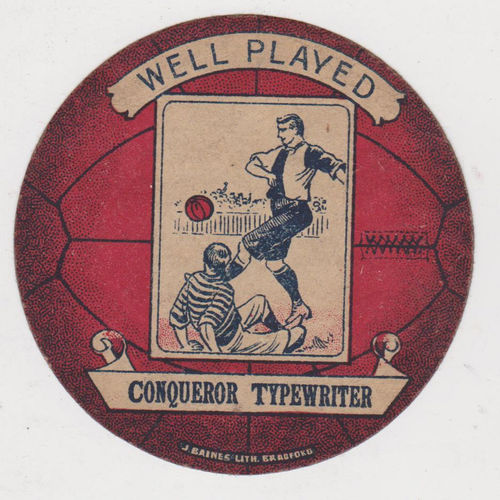 WELL PLAYED
CONQUEROR TYPEWRITER
J. BAINES LITH. BRADFORD